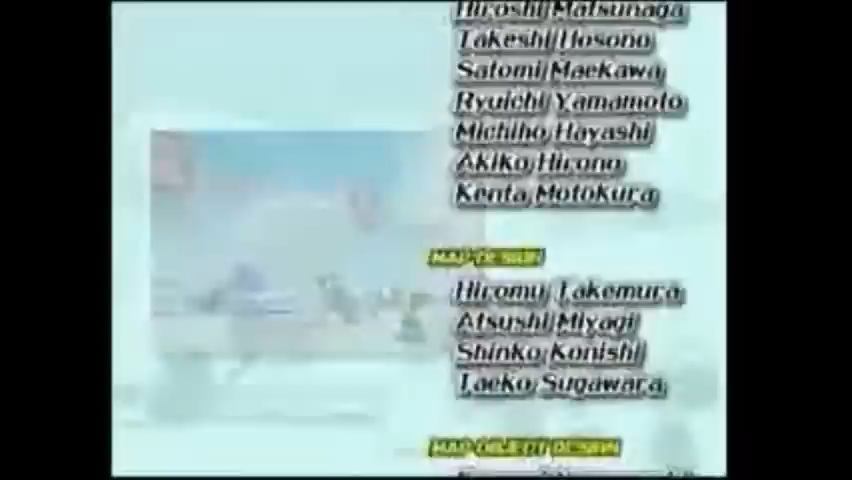 Hiroshi Matsunaga
Takeshi Hosono
Satomi Maekawa
Ryuichi Yamamoto
Michiho Hayashi
Akiko Hirono
Kenta Motokura
MAP DESIGN
Hiromu Takemura
Atsushi Miyagi
Shinko Konishi
Taeko Sugawara
MAP OBJECT DESIGN